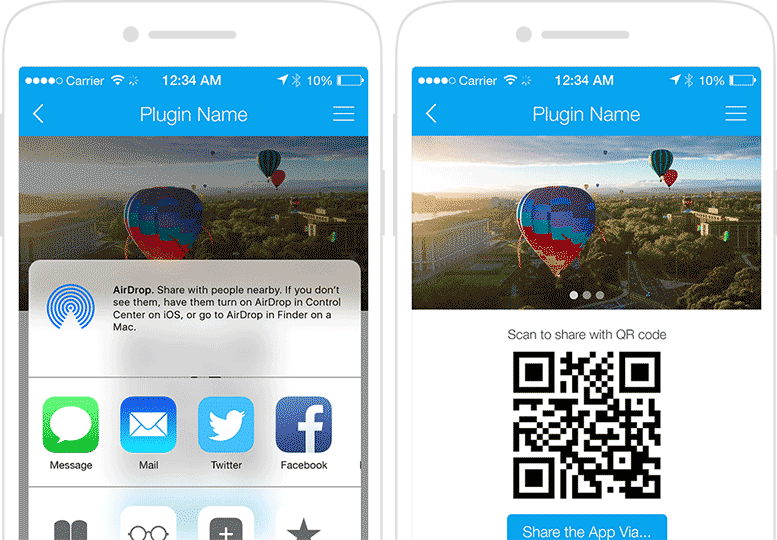 Carrier 12:34 AM 10%
Plugin Name
AirDrop. Share with people nearby. If you don't
see them, have them turn on AirDrop in Control
Center on iOS, or go to AirDrop in Finder on a
Mac.
Message Mail Twitter Facebook
Carrier 12:34 AM 10%
Plugin Name
Scan to share with QR code
Share the App Via...